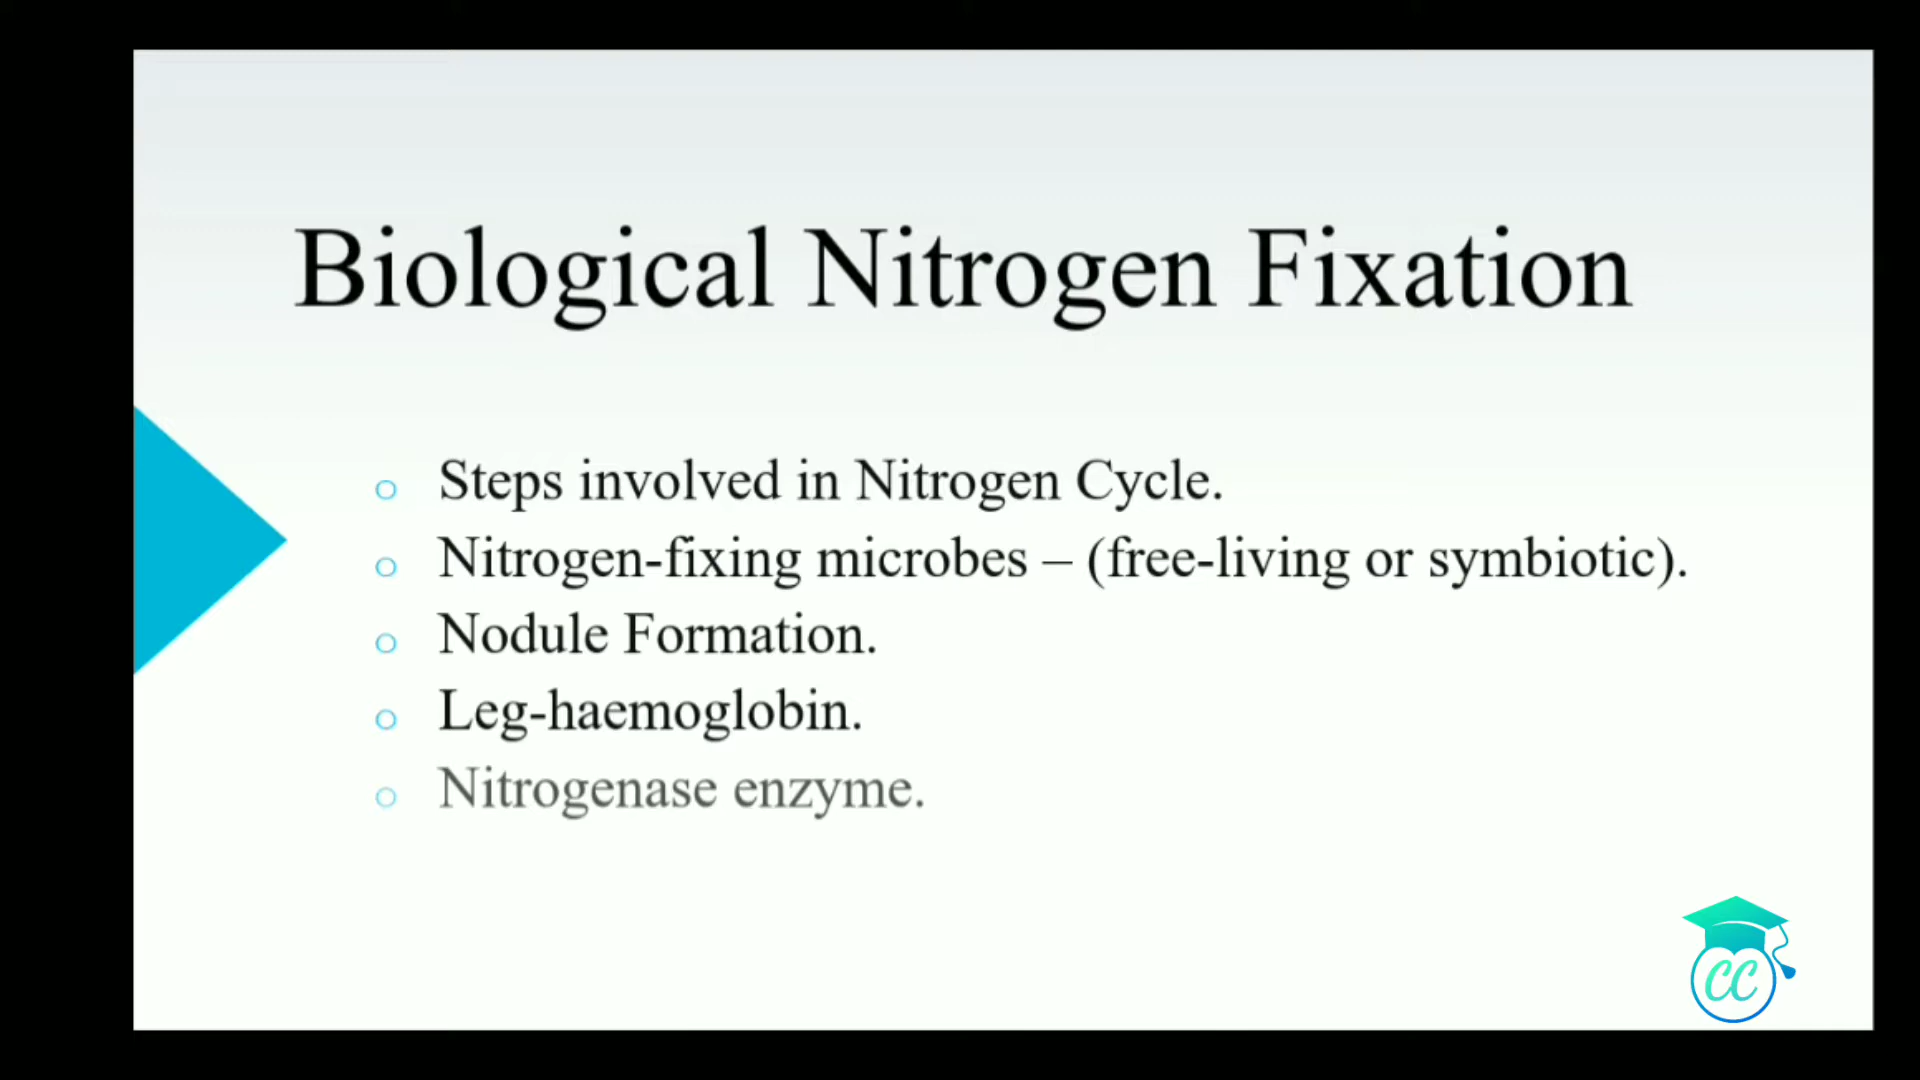 Biological Nitrogen Fixation
Steps involved in Nitrogen Cycle.
Nitrogen-fixing microbes – (free-living or symbiotic).
Nodule Formation.
Leg-haemoglobin.
Nitrogenase enzyme.
CC